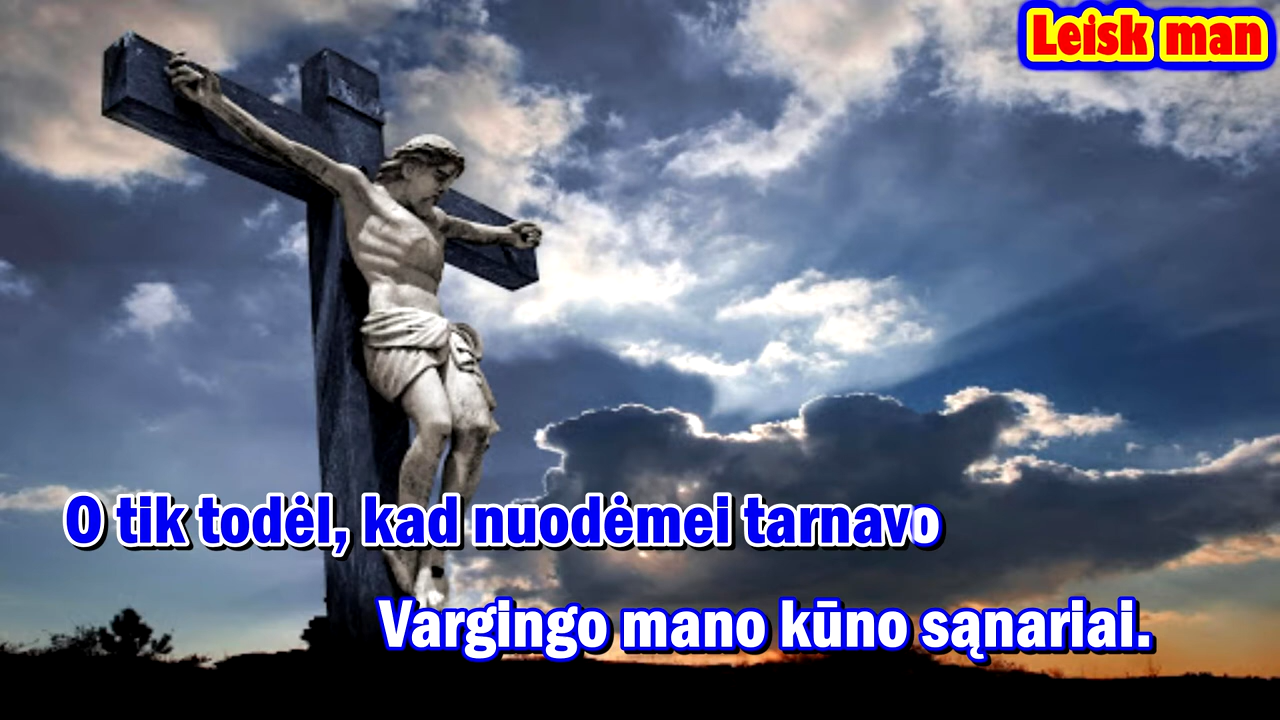 Leisk man
O tik todėl, kad nuodėmei tarnavo
Vargingo mano kūno sąnariai.